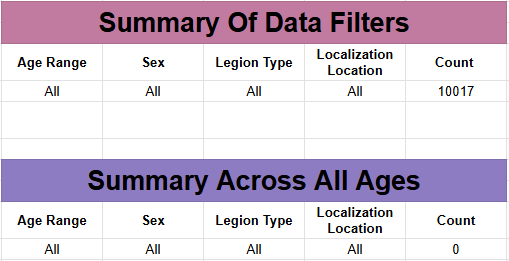 Summary Of Data Filters
Age Range Sex Legion Type Localization Location Count
All All All All 10017
Summary Across All Ages
Age Range Sex Legion Type Localization Location Count
All All All All 0